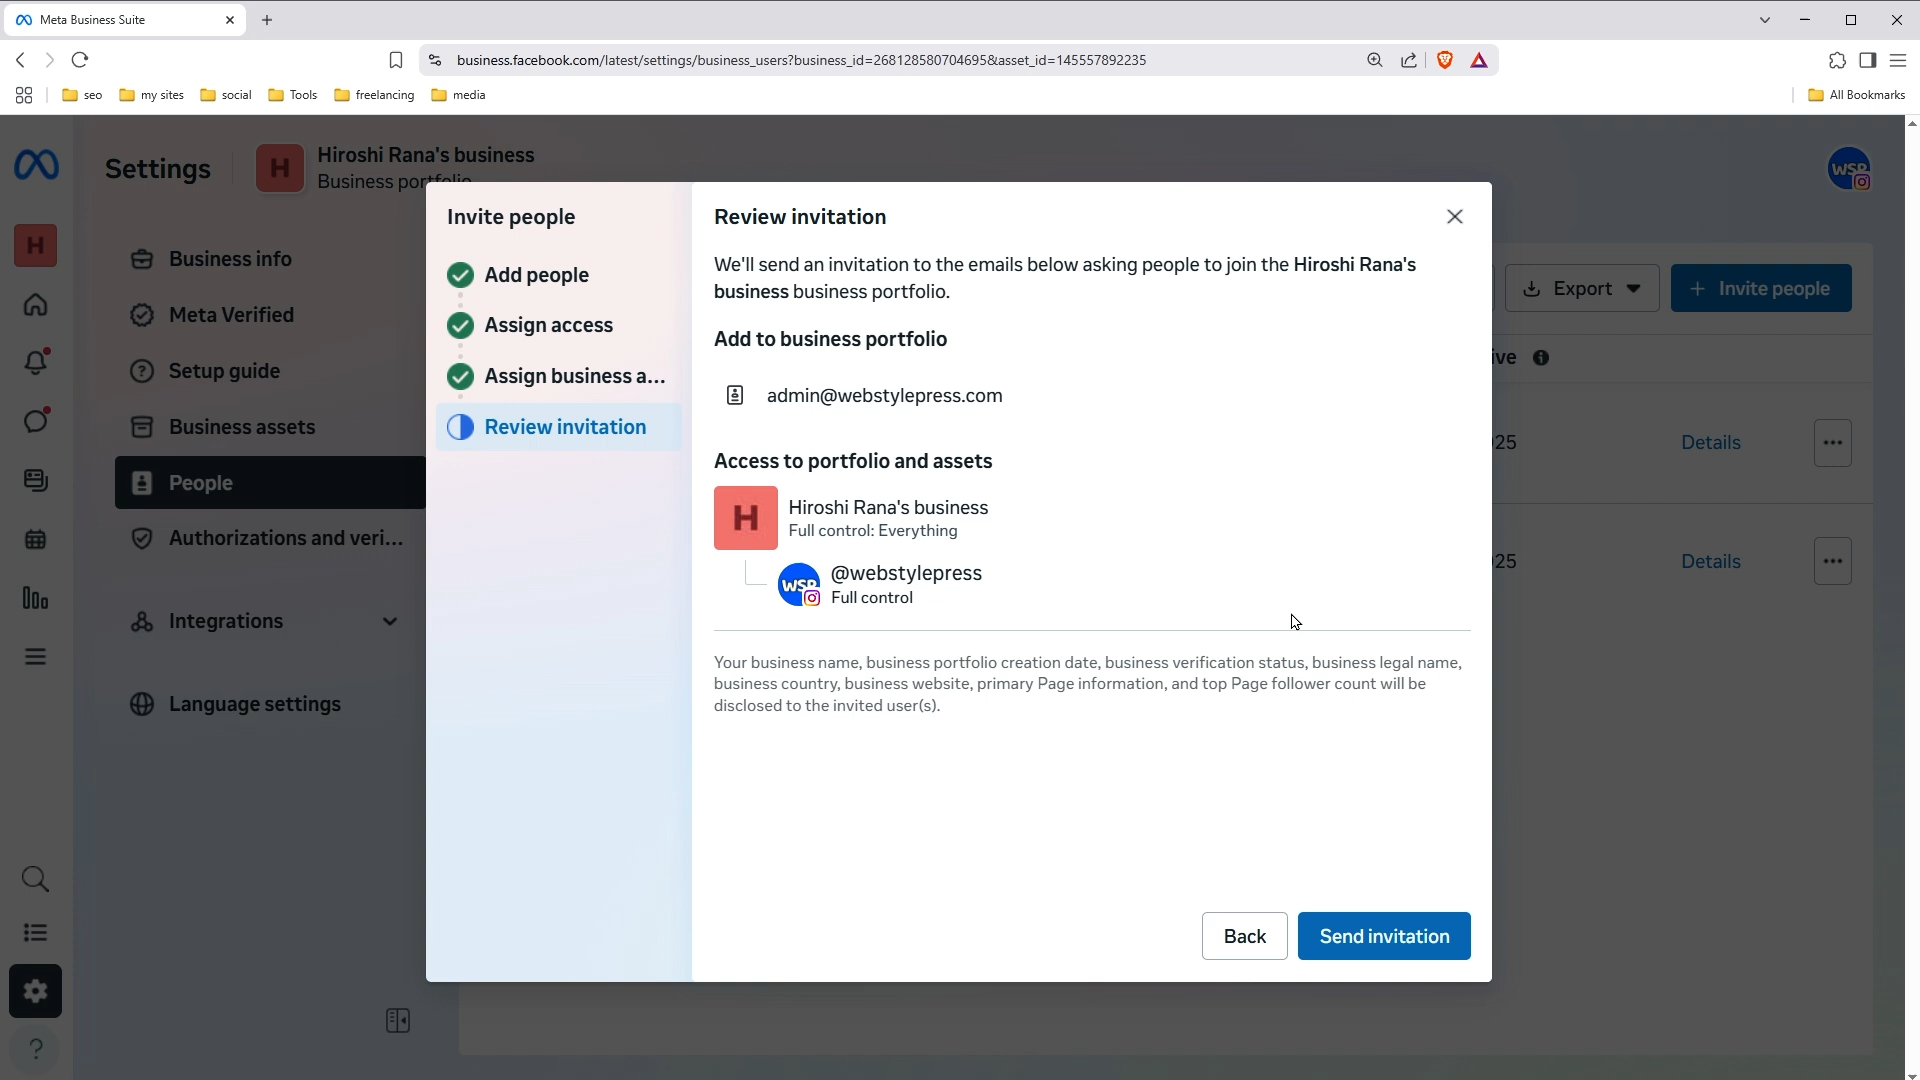 Meta Business Suite
business.facebook.com/latest/settings/business_users?business_id=268128580704695&asset_id=145557892235
seo
my sites
social
Tools
freelancing
media
All Bookmarks
Settings
H
Hiroshi Rana's business
Business portfolio
WSP
H
Business info
Meta Verified
Setup guide
Business assets
People
Authorizations and veri...
Integrations
Language settings
Export
+ Invite people
ive
25
Details
25
Details
Invite people
Add people
Assign access
Assign business a...
Review invitation
Review invitation
We'll send an invitation to the emails below asking people to join the Hiroshi Rana's
business business portfolio.
Add to business portfolio
admin@webstylepress.com
Access to portfolio and assets
H
Hiroshi Rana's business
Full control: Everything
WSP
@webstylepress
Full control
Your business name, business portfolio creation date, business verification status, business legal name,
business country, business website, primary Page information, and top Page follower count will be
disclosed to the invited user(s).
Back
Send invitation